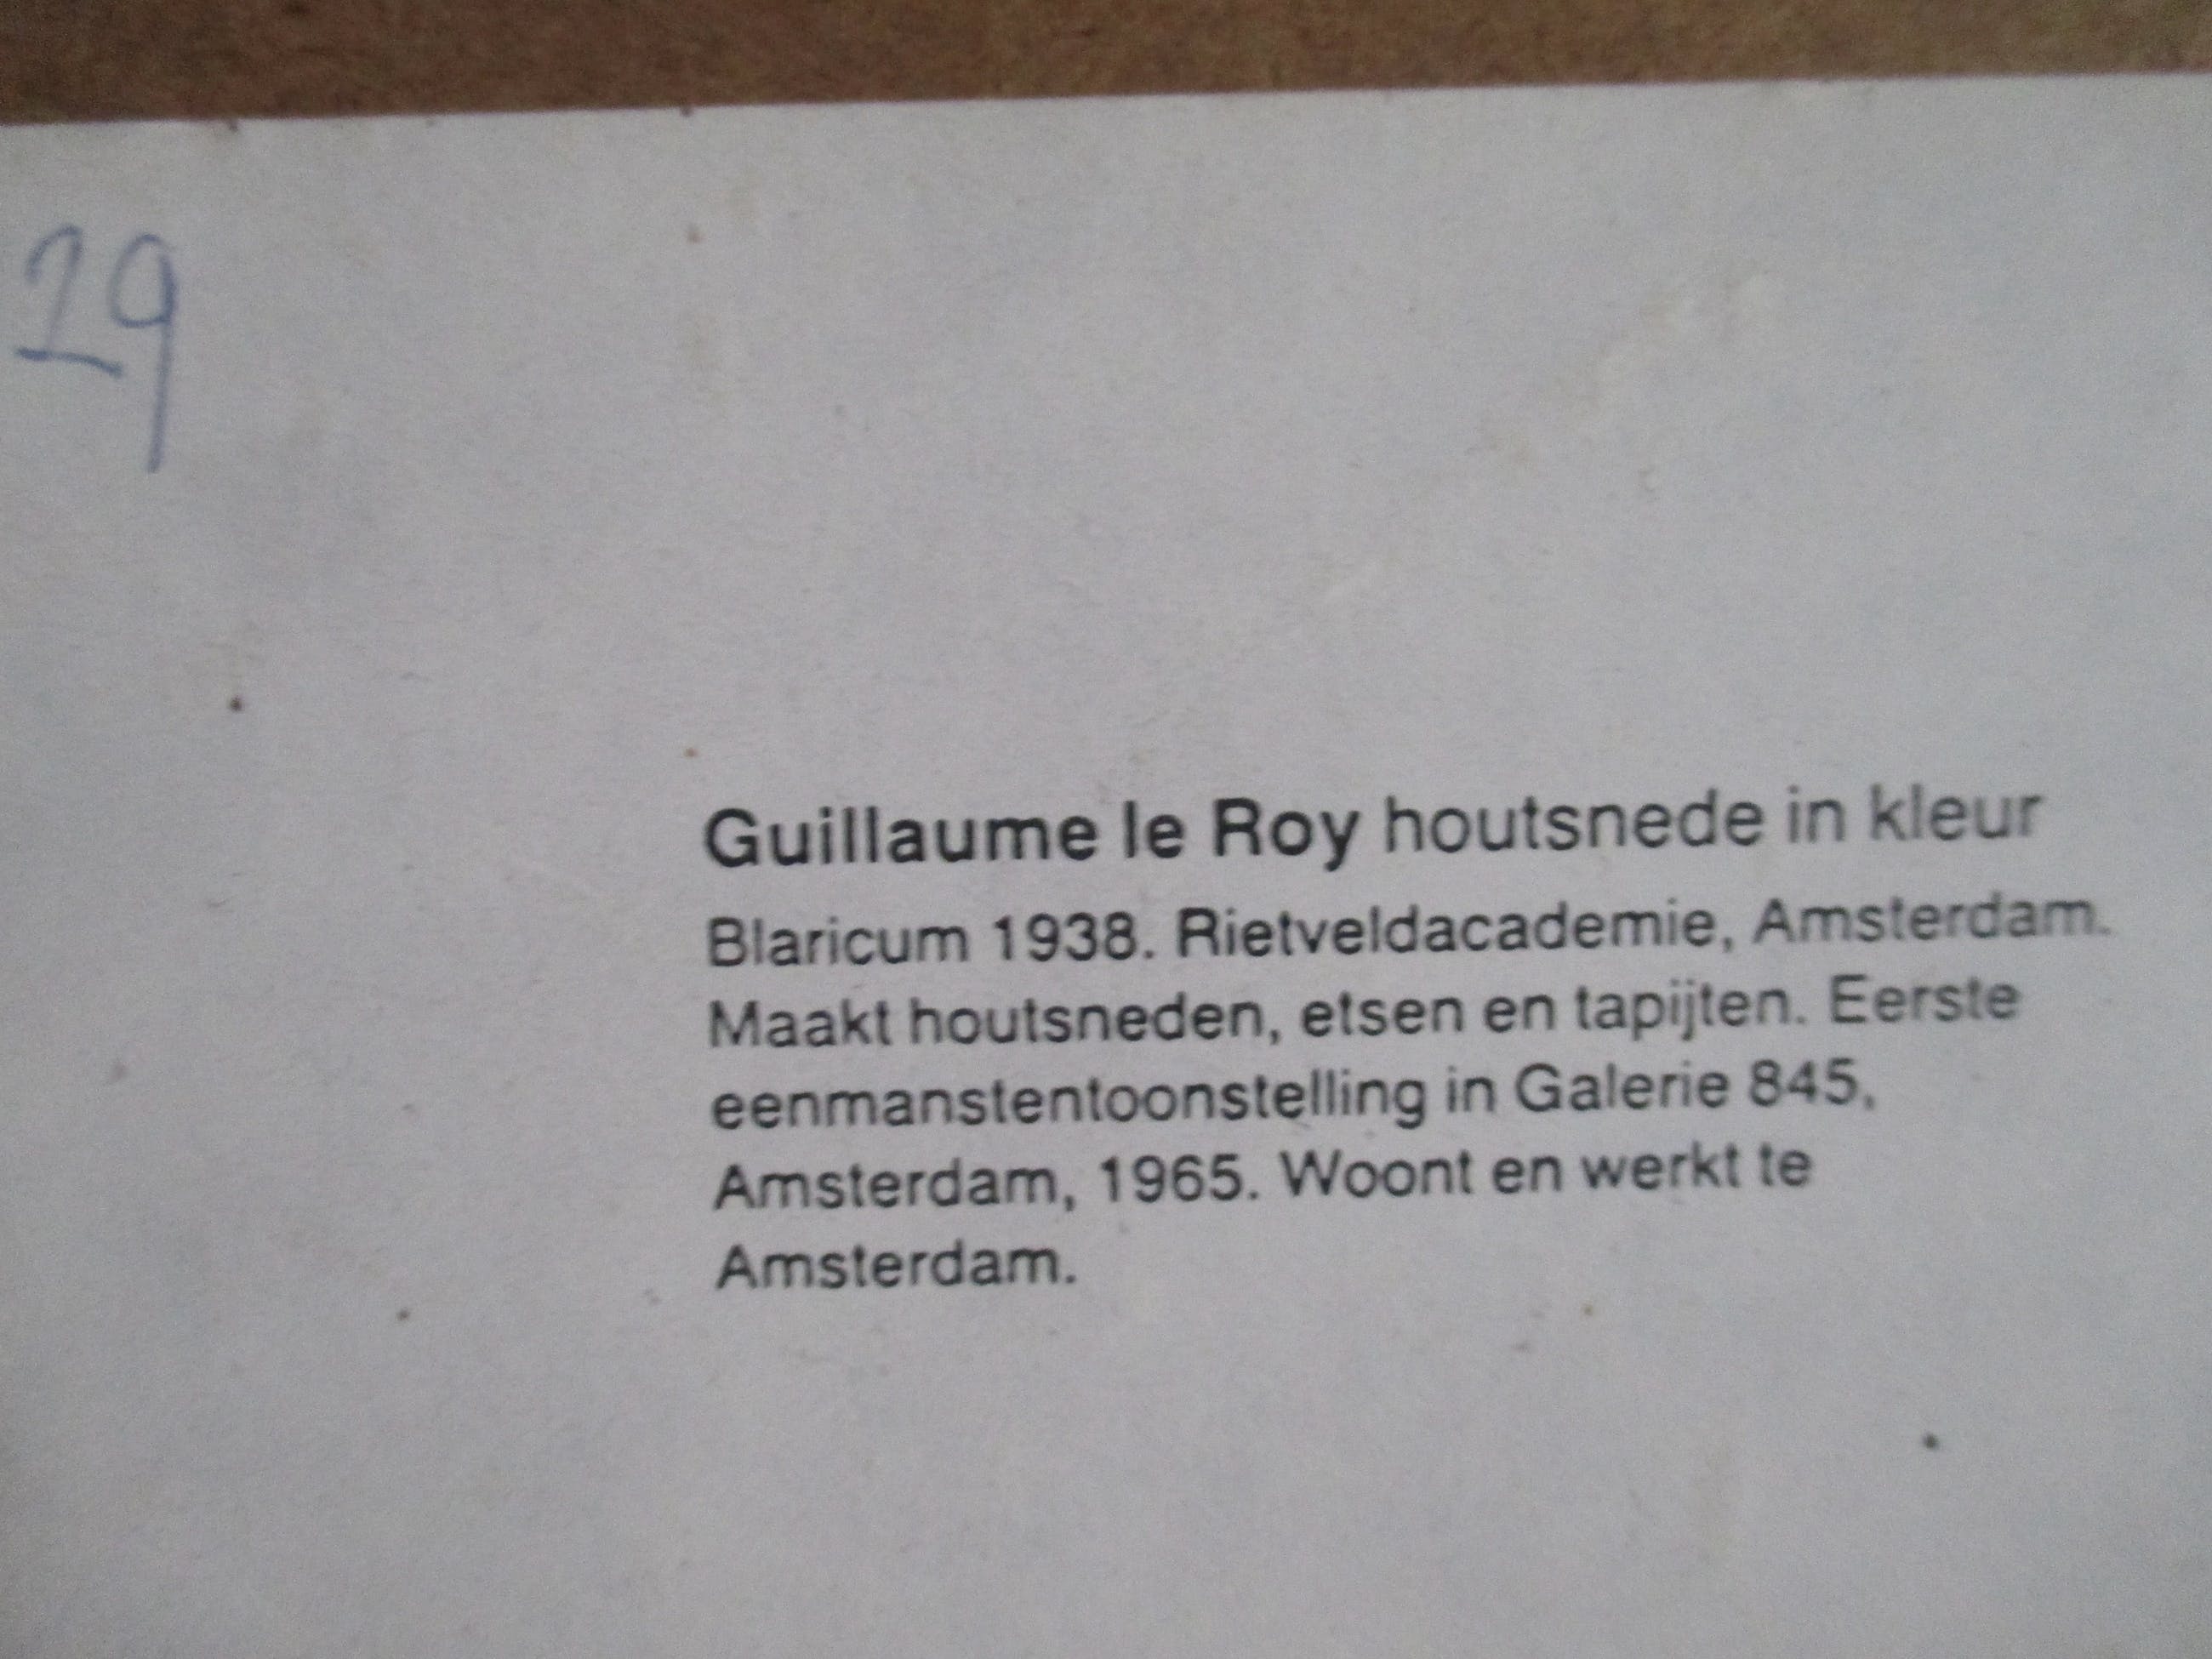 29
Guillaume le Roy houtsnede in kleur
Blaricum 1938. Rietveldacademie, Amsterdam.
Maakt houtsneden, etsen en tapijten. Eerste
eenmanstentoonstelling in Galerie 845,
Amsterdam, 1965. Woont en werkt te
Amsterdam.